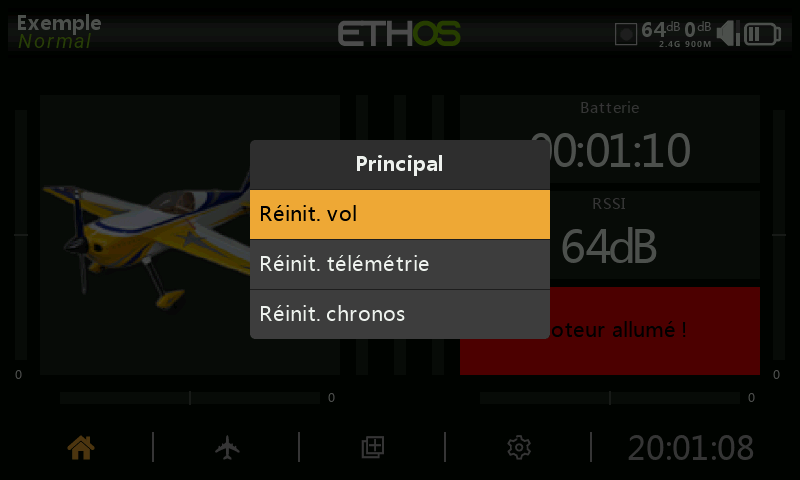 Exemple
Normal
ETHOS
64dB 0dB
2.4G 900M
Batterie
00:01:10
RSSI
64dB
oteur allumé !
Principal
Réinit. vol
Réinit. télémétrie
Réinit. chronos
0
0
0
0
20:01:08